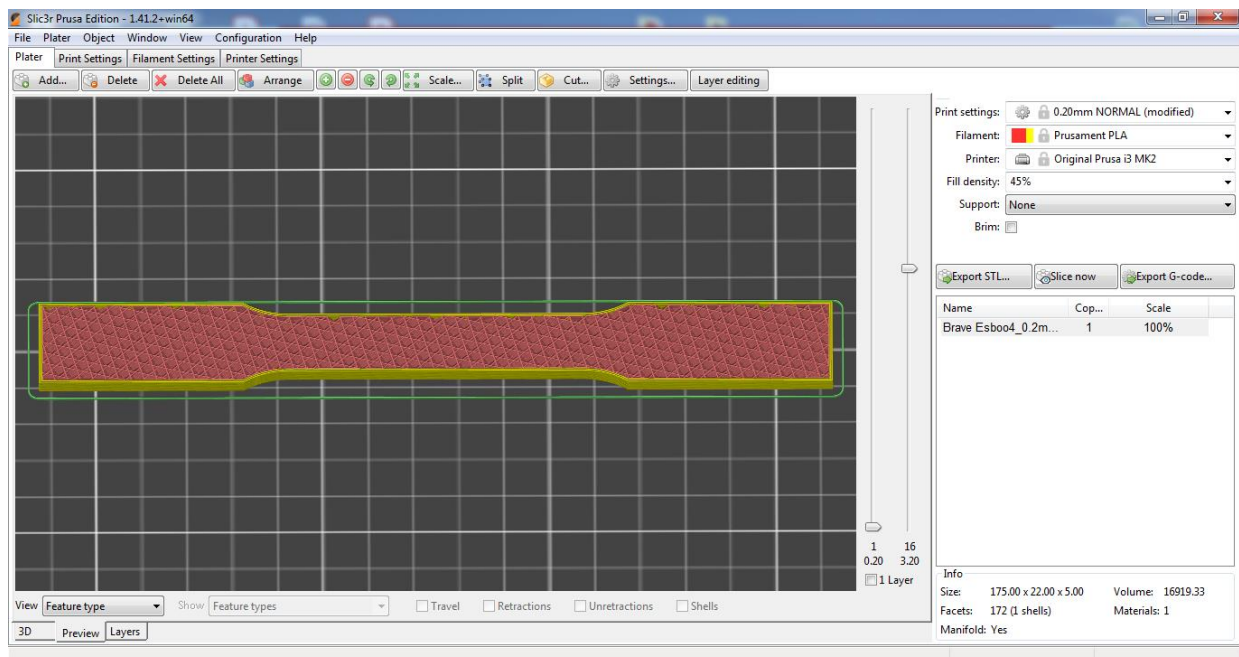 Slic3r Prusa Edition - 1.41.2+win64
File Plater Object Window View Configuration Help
Plater Print Settings Filament Settings Printer Settings
Add... Delete Delete All Arrange Scale... Split Cut... Settings... Layer editing
Print settings: 0.20mm NORMAL (modified)
Filament: Prusament PLA
Printer: Original Prusa i3 MK2
Fill density: 45%
Support: None
Brim:
Export STL... Slice now Export G-code...
Name Cop... Scale
Brave Esboo4_0.2m... 1 100%
1 16
0.20 3.20
1 Layer
Info
Size: 175.00 x 22.00 x 5.00 Volume: 16919.33
Facets: 172 (1 shells) Materials: 1
Manifold: Yes
View Feature type Show Feature types Travel Retractions Unretractions Shells
3D Preview Layers